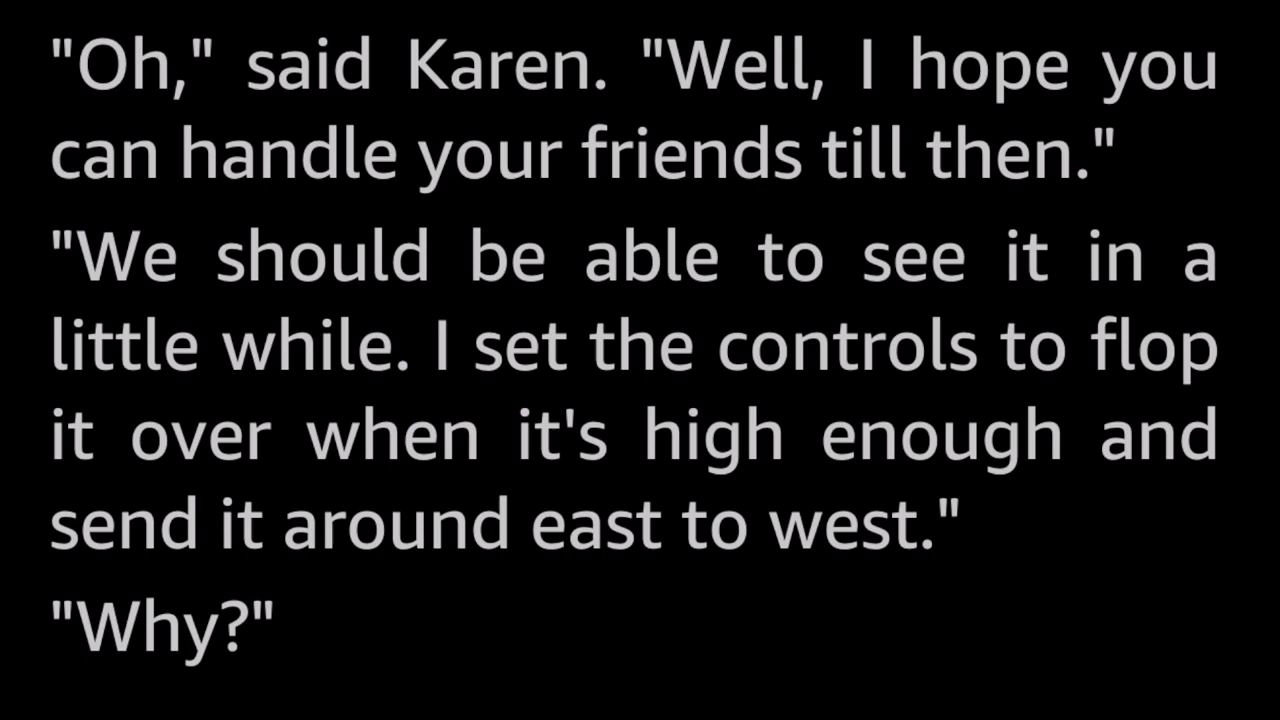 "Oh," said Karen. "Well, I hope you
can handle your friends till then."
"We should be able to see it in a
little while. I set the controls to flop
it over when it's high enough and
send it around east to west."
"Why?"